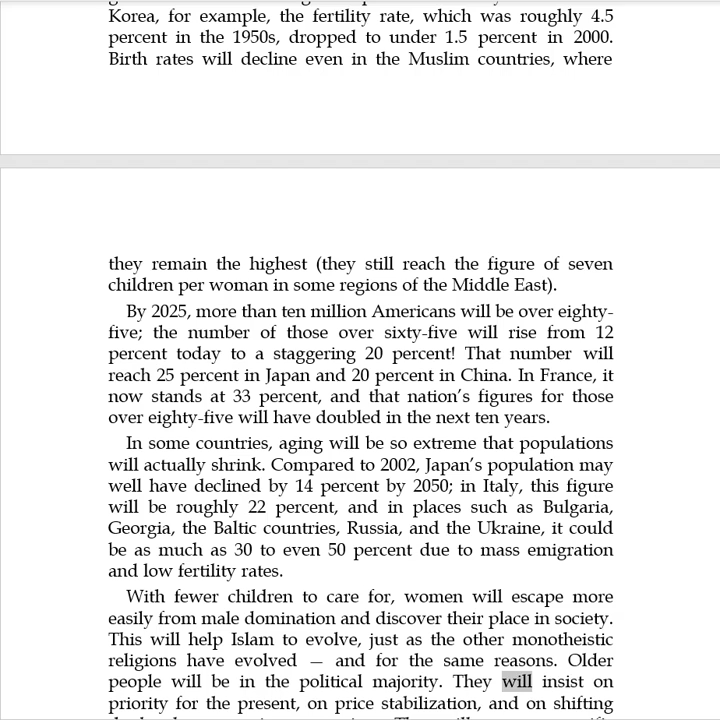 Korea, for example, the fertility rate, which was roughly 4.5
percent in the 1950s, dropped to under 1.5 percent in 2000.
Birth rates will decline even in the Muslim countries, where
they remain the highest (they still reach the figure of seven
children per woman in some regions of the Middle East).
By 2025, more than ten million Americans will be over eighty-
five; the number of those over sixty-five will rise from 12
percent today to a staggering 20 percent! That number will
reach 25 percent in Japan and 20 percent in China. In France, it
now stands at 33 percent, and that nation’s figures for those
over eighty-five will have doubled in the next ten years.
In some countries, aging will be so extreme that populations
will actually shrink. Compared to 2002, Japan’s population may
well have declined by 14 percent by 2050; in Italy, this figure
will be roughly 22 percent, and in places such as Bulgaria,
Georgia, the Baltic countries, Russia, and the Ukraine, it could
be as much as 30 to even 50 percent due to mass emigration
and low fertility rates.
With fewer children to care for, women will escape more
easily from male domination and discover their place in society.
This will help Islam to evolve, just as the other monotheistic
religions have evolved — and for the same reasons. Older
people will be in the political majority. They will insist on
priority for the present, on price stabilization, and on shifting